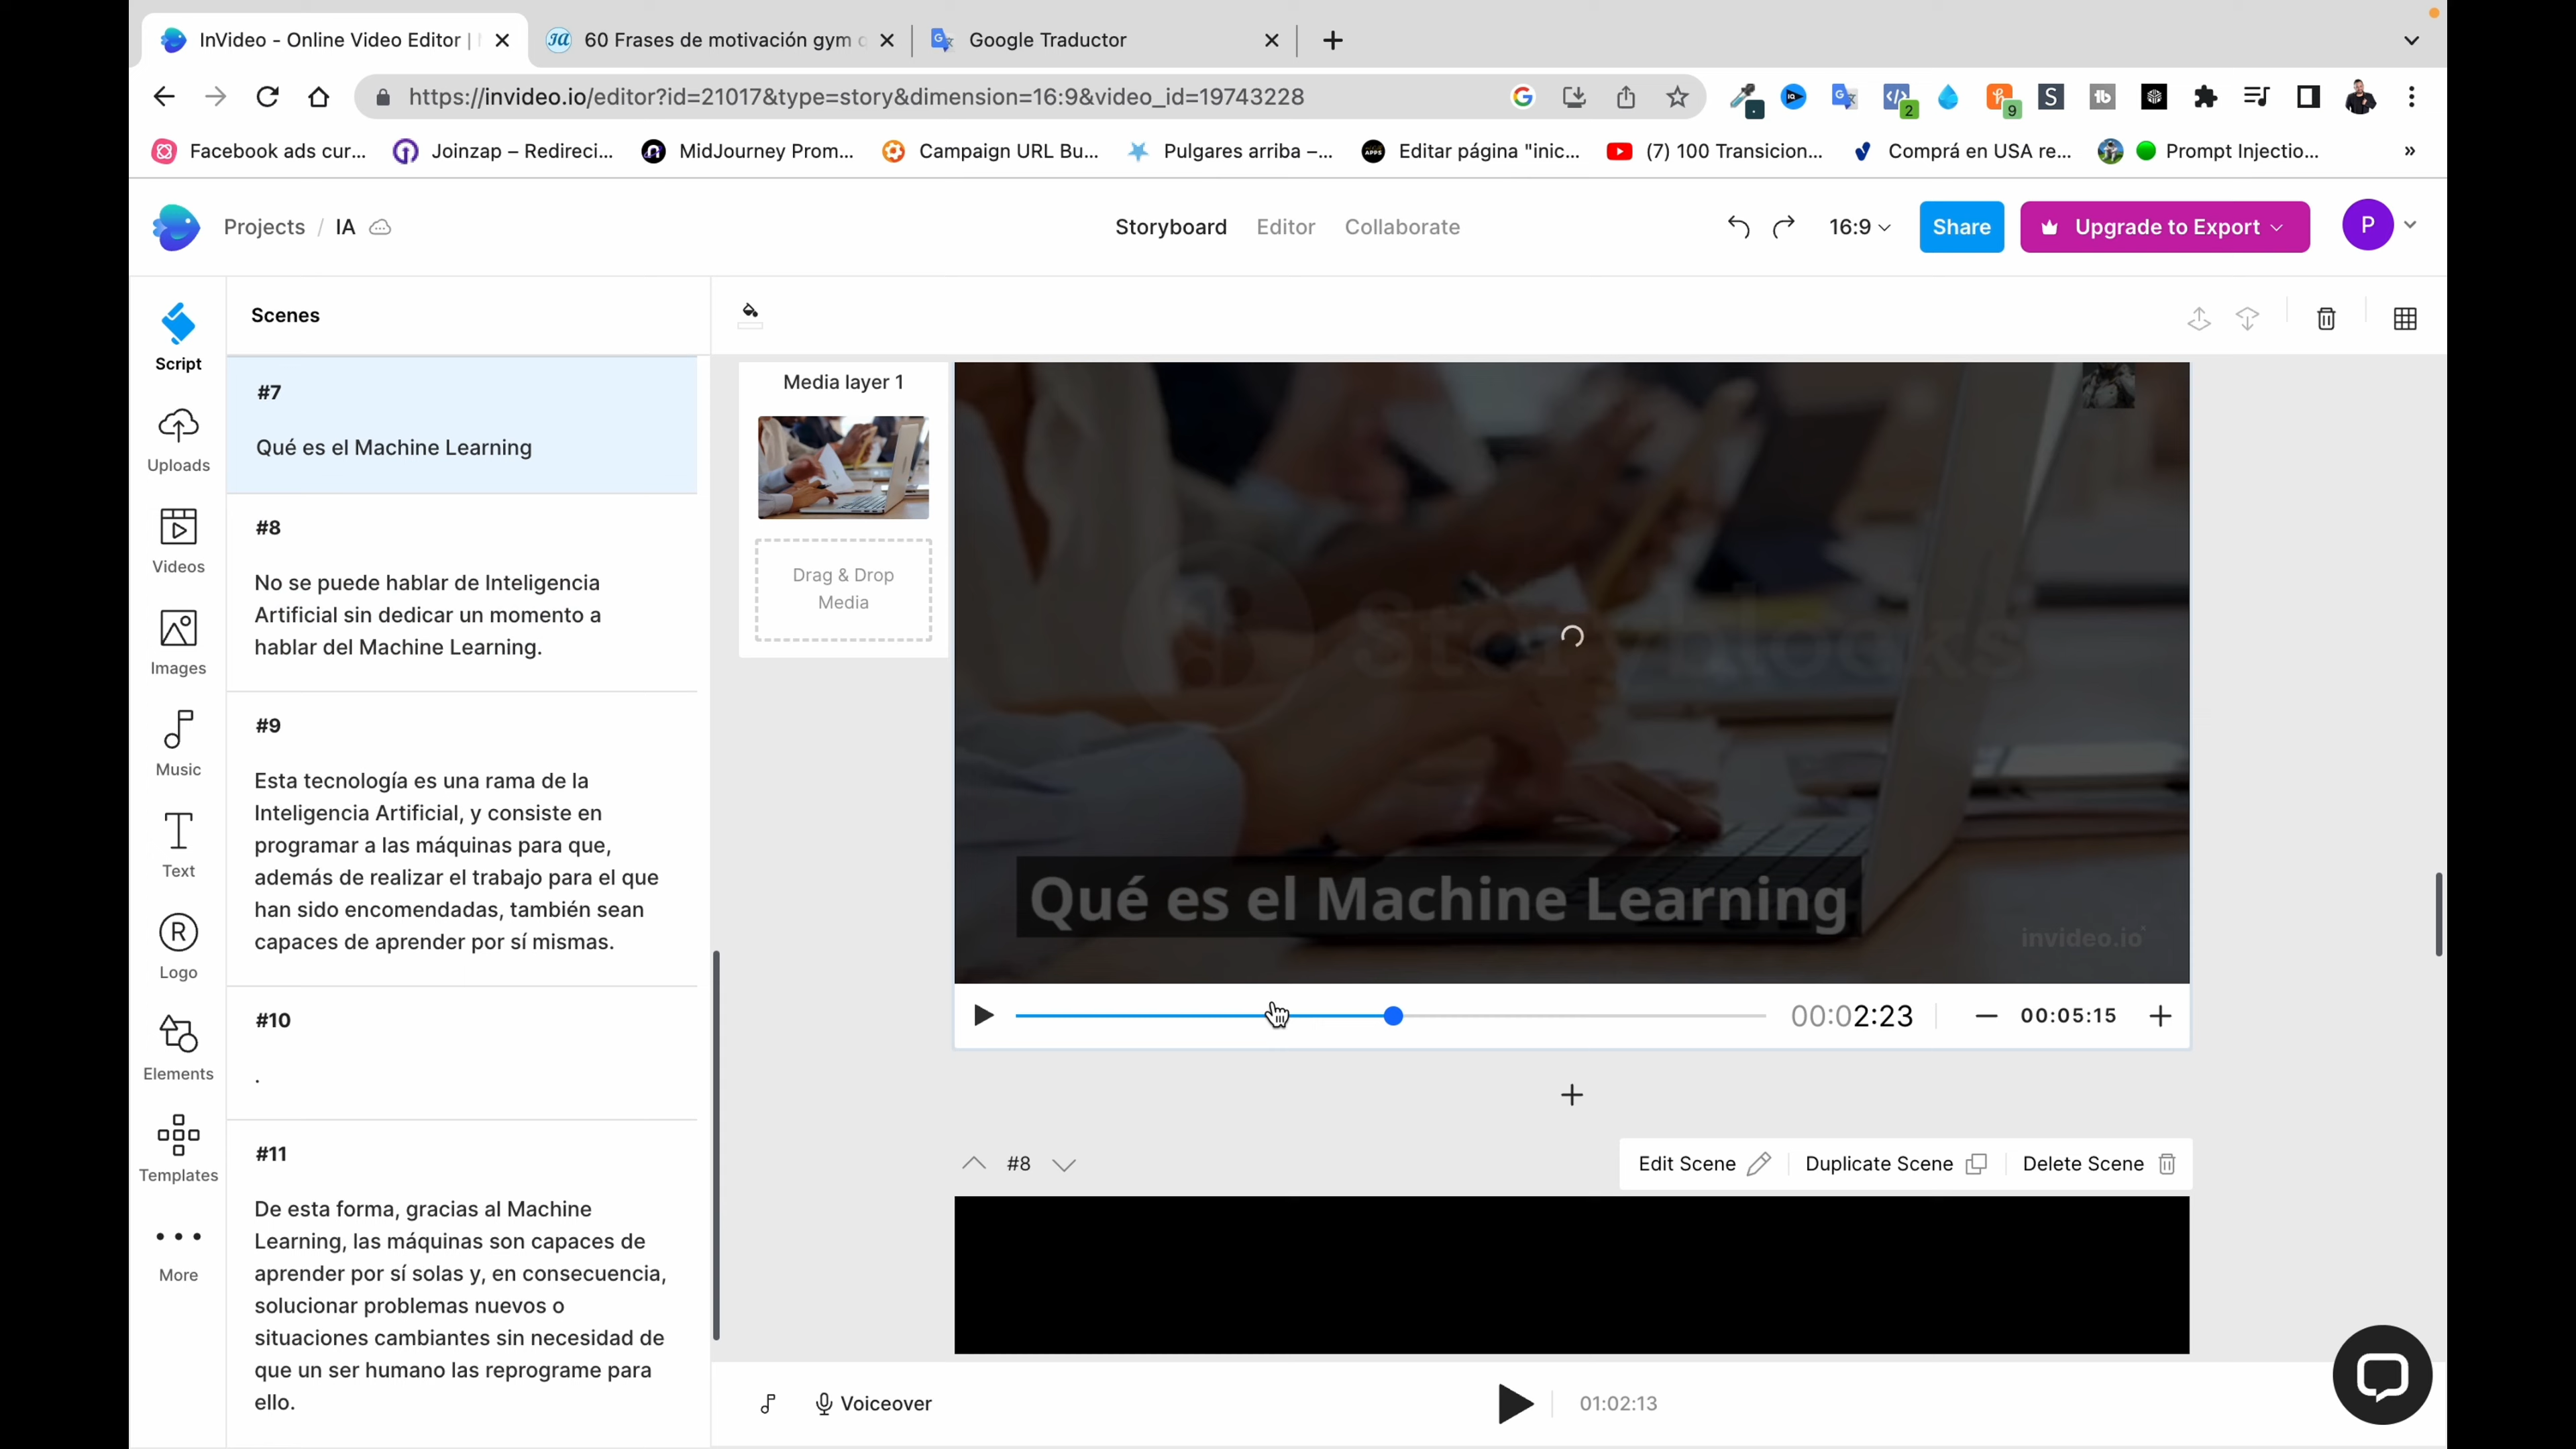 InVideo - Online Video Editor |
60 Frases de motivación gym
Google Traductor
https://invideo.io/editor?id=21017&type=story&dimension=16:9&video_id=19743228
2
9
S
tb
Facebook ads cur...
Joinzap – Redireci...
MidJourney Prom...
Campaign URL Bu...
Pulgares arriba –...
APPS
Editar página "inic...
(7) 100 Transicion...
Comprá en USA re...
Prompt Injectio...
»
Projects / IA
Storyboard
Editor
Collaborate
16:9
Share
Upgrade to Export
P
Script
Uploads
Videos
Images
Music
Text
Logo
Elements
Templates
More
Scenes
#7
Qué es el Machine Learning
#8
No se puede hablar de Inteligencia
Artificial sin dedicar un momento a
hablar del Machine Learning.
#9
Esta tecnología es una rama de la
Inteligencia Artificial, y consiste en
programar a las máquinas para que,
además de realizar el trabajo para el que
han sido encomendadas, también sean
capaces de aprender por sí mismas.
#10
.
#11
De esta forma, gracias al Machine
Learning, las máquinas son capaces de
aprender por sí solas y, en consecuencia,
solucionar problemas nuevos o
situaciones cambiantes sin necesidad de
que un ser humano las reprograme para
ello.
Media layer 1
Drag & Drop
Media
Storyblocks
Qué es el Machine Learning
invideo.io
00:02:23
00:05:15
#8
Edit Scene
Duplicate Scene
Delete Scene
Voiceover
01:02:13